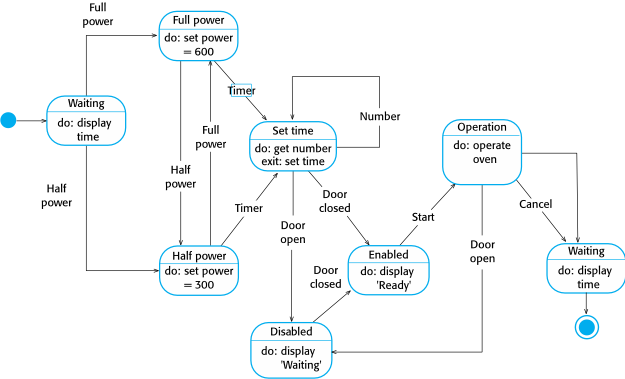 Full
power
Full power
do: set power
= 600
Timer
Waiting
do: display
time
Full
power
Number
Set time
do: get number
exit: set time
Operation
do: operate
oven
Half
power
Half
power
Timer
Door
closed
Door
open
Start
Cancel
Door
open
Half power
do: set power
= 300
Door
closed
Enabled
do: display
'Ready'
Waiting
do: display
time
Disabled
do: display
'Waiting'